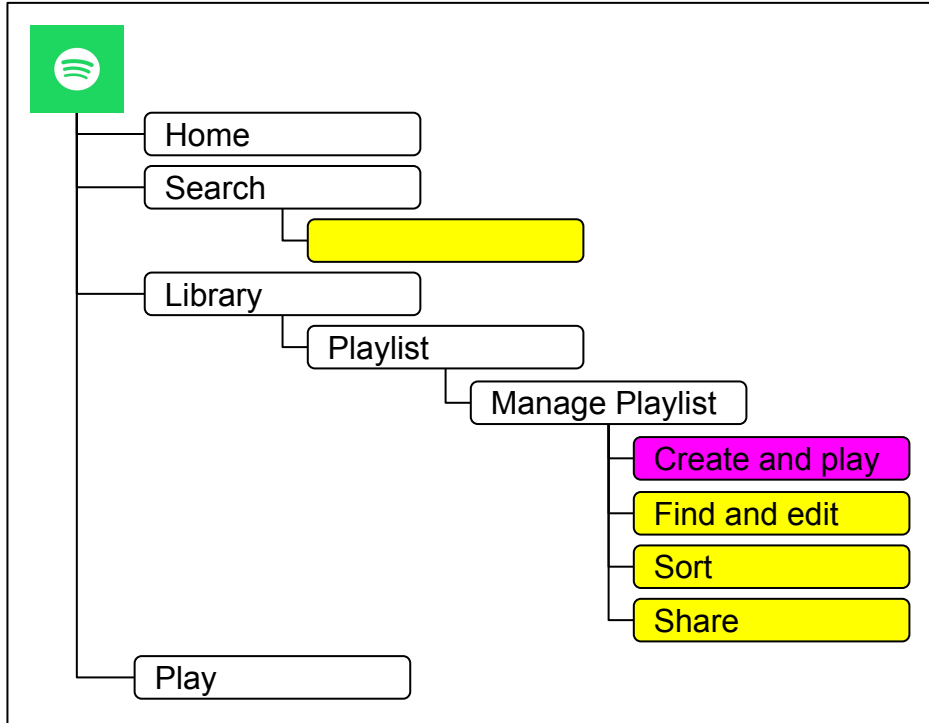 Home
Search
Library
Playlist
Manage Playlist
Create and play
Find and edit
Sort
Share
Play